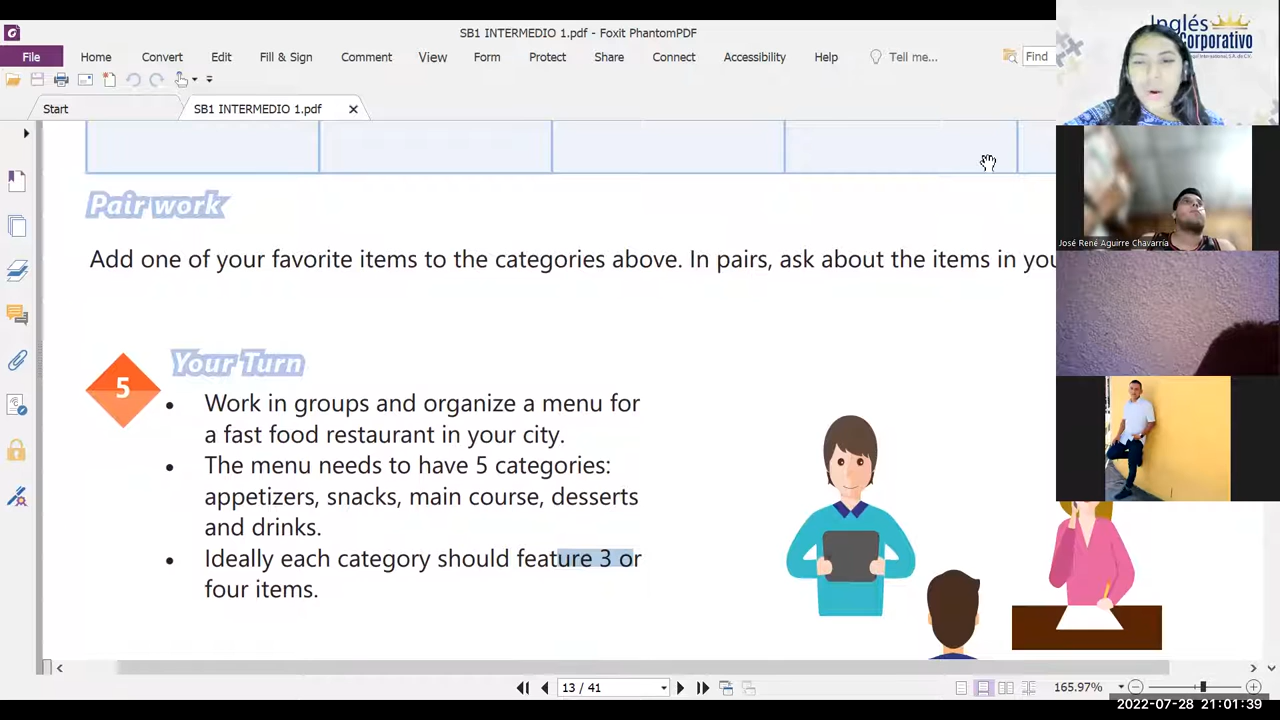 SB1 INTERMEDIO 1.pdf - Foxit PhantomPDF
Inglés
Corporativo
File Home Convert Edit Fill & Sign Comment View Form Protect Share Connect Accessibility Help Tell me... Find
Start SB1 INTERMEDIO 1.pdf
Pair work
José René Aguirre Chavarría
Add one of your favorite items to the categories above. In pairs, ask about the items in you
5
Your Turn
• Work in groups and organize a menu for
a fast food restaurant in your city.
• The menu needs to have 5 categories:
appetizers, snacks, main course, desserts
and drinks.
• Ideally each category should feature 3 or
four items.
13 / 41
165.97%
2022-07-28 21:01:39